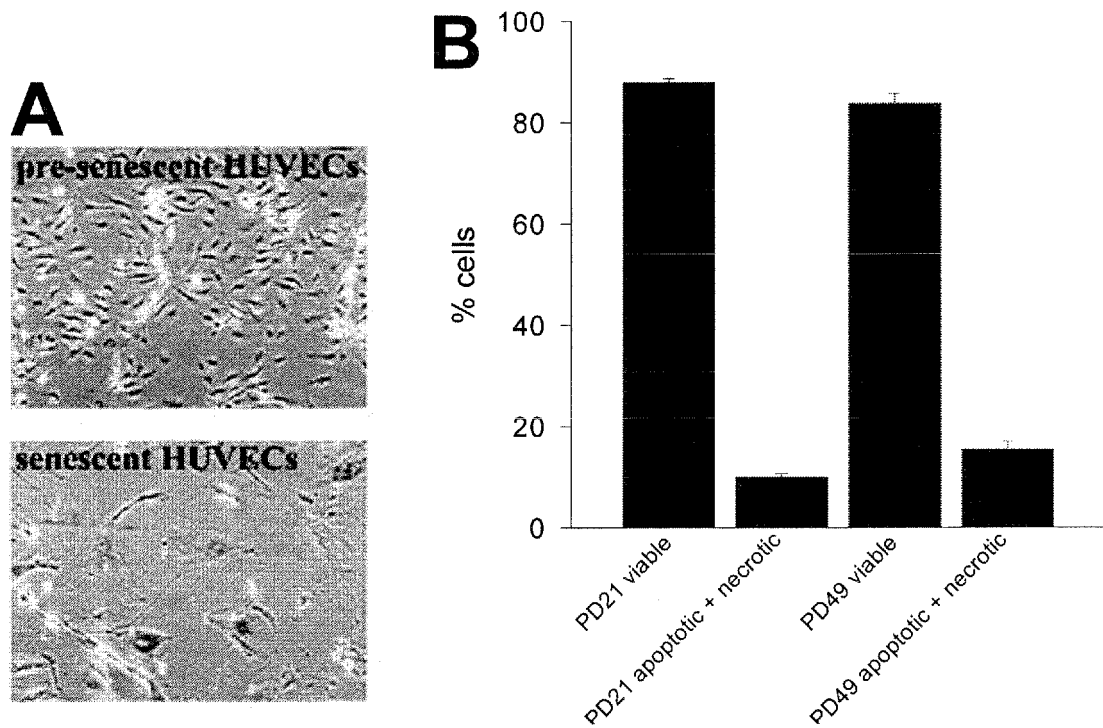 A
pre-senescent HUVECs
senescent HUVECs
B
100
80
60
40
20
0
% cells
PD21 viable
PD21 apoptotic + necrotic
PD49 viable
PD49 apoptotic + necrotic